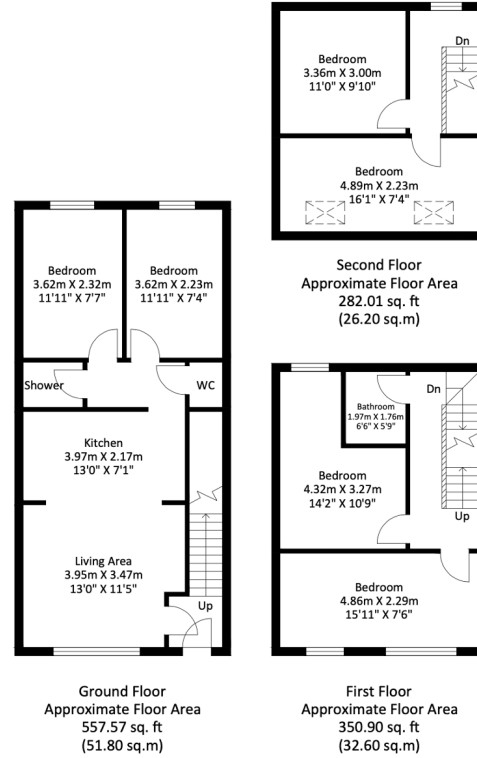 Bedroom
3.36m X 3.00m
11'0" X 9'10"
Dn
Bedroom
4.89m X 2.23m
16'1" X 7'4"
Second Floor
Approximate Floor Area
282.01 sq. ft
(26.20 sq.m)
Bedroom
3.62m X 2.32m
11'11" X 7'7"
Bedroom
3.62m X 2.23m
11'11" X 7'4"
Shower
WC
Kitchen
3.97m X 2.17m
13'0" X 7'1"
Living Area
3.95m X 3.47m
13'0" X 11'5"
Up
Ground Floor
Approximate Floor Area
557.57 sq. ft
(51.80 sq.m)
Bathroom
1.97m X 1.76m
6'6" X 5'9"
Dn
Bedroom
4.32m X 3.27m
14'2" X 10'9"
Up
Bedroom
4.86m X 2.29m
15'11" X 7'6"
First Floor
Approximate Floor Area
350.90 sq. ft
(32.60 sq.m)